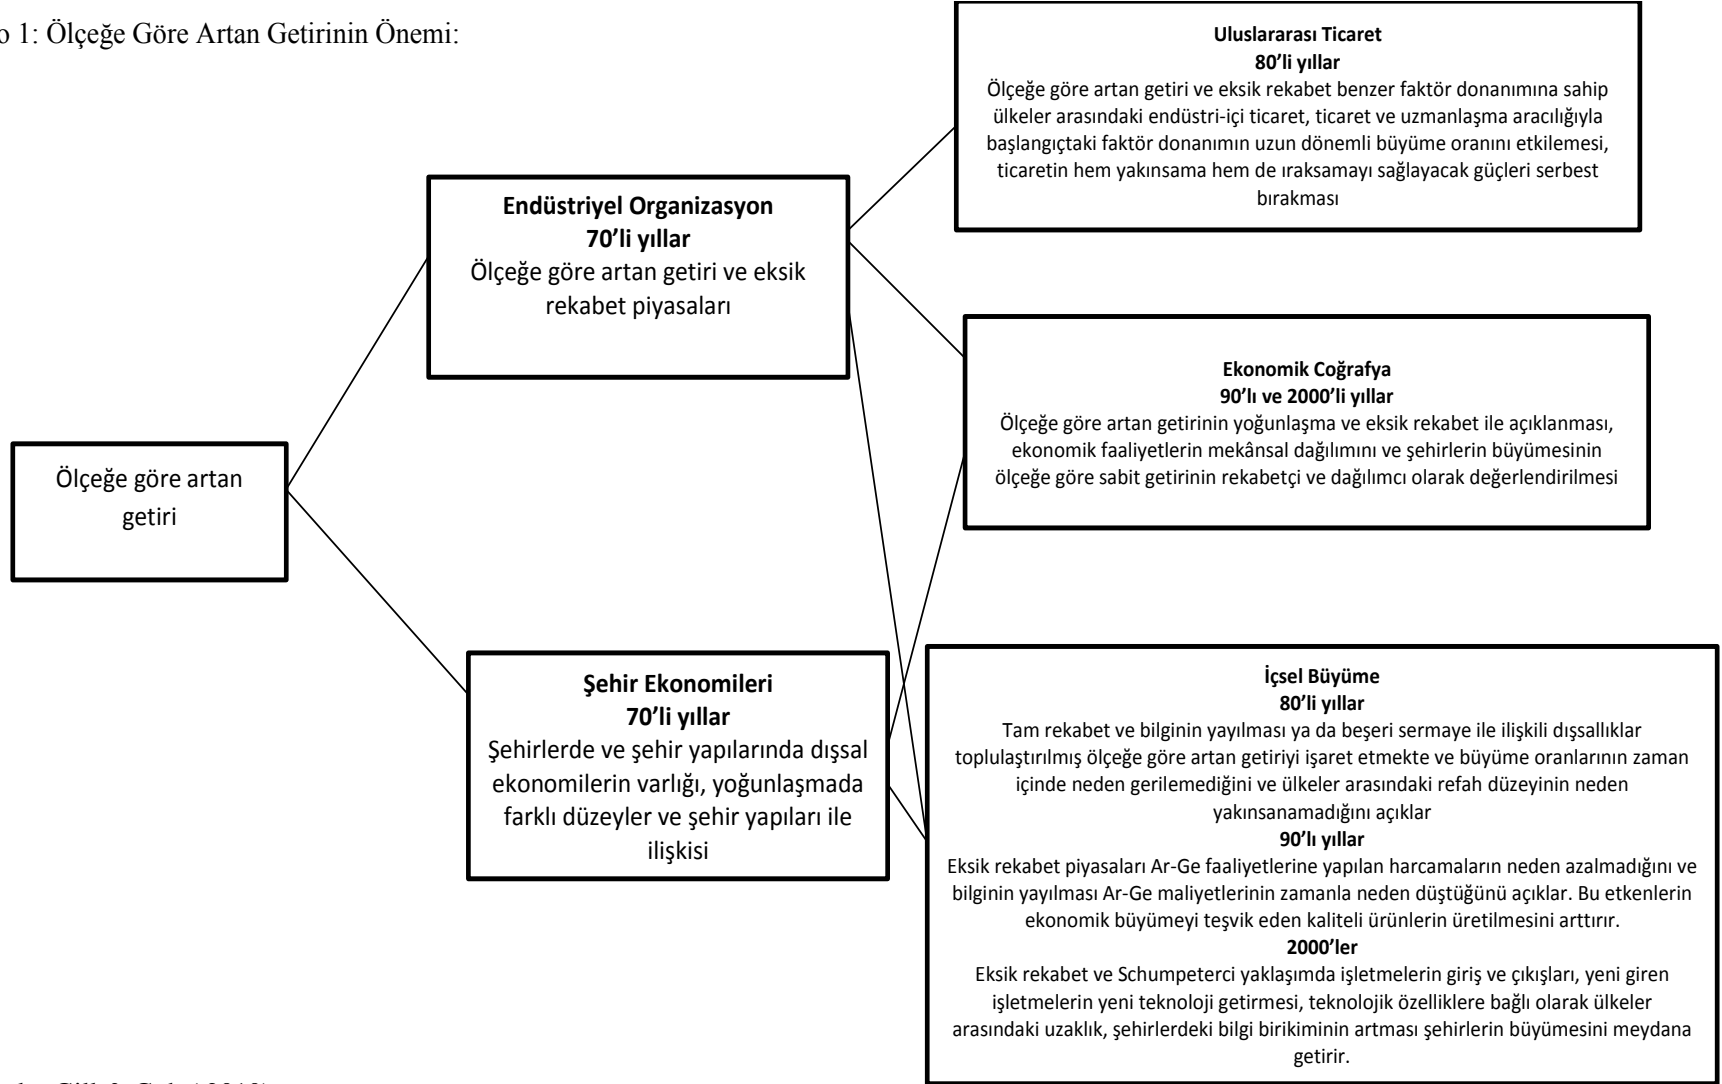 1: Ölçeğe Göre Artan Getirinin Önemi:
Uluslararası Ticaret
80’li yıllar
Ölçeğe göre artan getiri ve eksik rekabet benzer faktör donanımına sahip
ülkeler arasındaki endüstri-içi ticaret, ticaret ve uzmanlaşma aracılığıyla
başlangıçtaki faktör donanımın uzun dönemli büyüme oranını etkilemesi,
ticaretin hem yakınsama hem de ıraksamayı sağlayacak güçleri serbest
bırakması
Endüstriyel Organizasyon
70’li yıllar
Ölçeğe göre artan getiri ve eksik
rekabet piyasaları
Ekonomik Coğrafya
90’lı ve 2000’li yıllar
Ölçeğe göre artan getirinin yoğunlaşma ve eksik rekabet ile açıklanması,
ekonomik faaliyetlerin mekânsal dağılımını ve şehirlerin büyümesinin
ölçeğe göre sabit getirinin rekabetçi ve dağılımcı olarak değerlendirilmesi
Ölçeğe göre artan
getiri
Şehir Ekonomileri
70’li yıllar
Şehirlerde ve şehir yapılarında dışsal
ekonomilerin varlığı, yoğunlaşmada
farklı düzeyler ve şehir yapıları ile
ilişkisi
İçsel Büyüme
80’li yıllar
Tam rekabet ve bilginin yayılması ya da beşeri sermaye ile ilişkili dışsallıklar
toplulaştırılmış ölçeğe göre artan getiriyi işaret etmekte ve büyüme oranlarının zaman
içinde neden gerilemediğini ve ülkeler arasındaki refah düzeyinin neden
yakınsanamadığını açıklar
90’lı yıllar
Eksik rekabet piyasaları Ar-Ge faaliyetlerine yapılan harcamaların neden azalmadığını ve
bilginin yayılması Ar-Ge maliyetlerinin zamanla neden düştüğünü açıklar. Bu etkenlerin
ekonomik büyümeyi teşvik eden kaliteli ürünlerin üretilmesini arttırır.
2000’ler
Eksik rekabet ve Schumpeterci yaklaşımda işletmelerin giriş ve çıkışları, yeni giren
işletmelerin yeni teknoloji getirmesi, teknolojik özelliklere bağlı olarak ülkeler
arasındaki uzaklık, şehirlerdeki bilgi birikiminin artması şehirlerin büyümesini meydana
getirir.